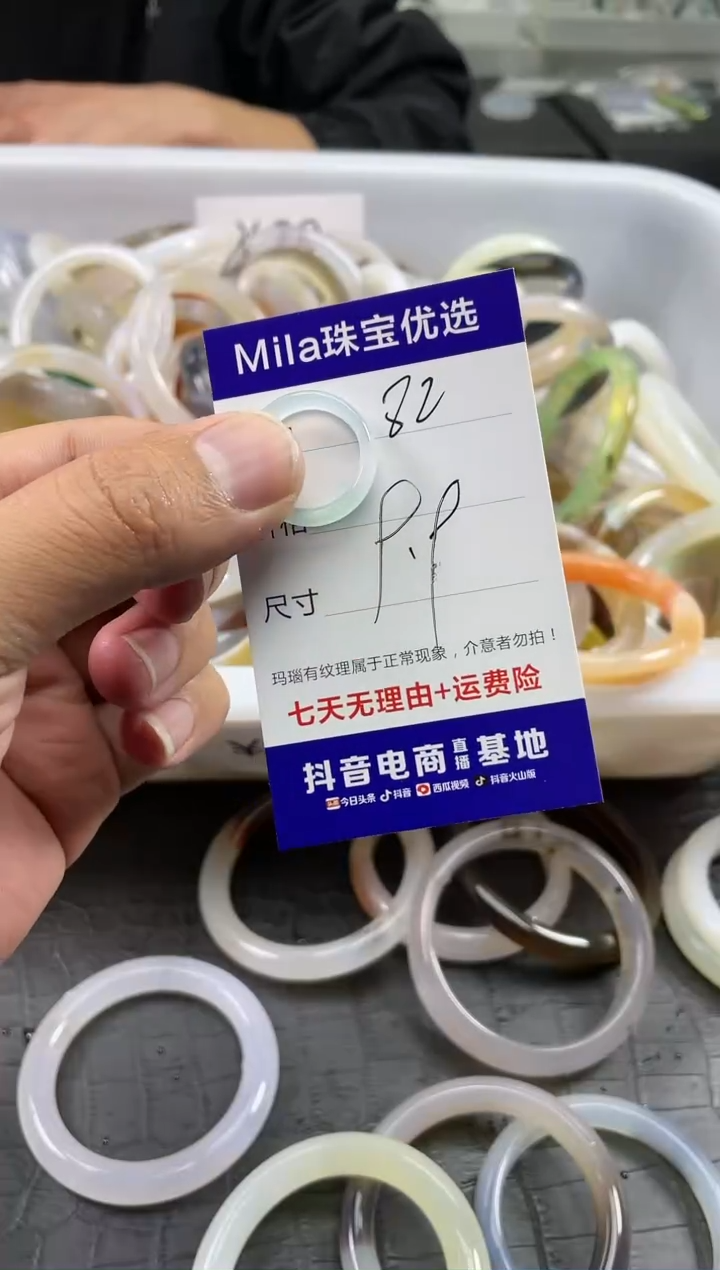 Mila珠宝优选
82
9.9
尺寸
玛瑙有纹理属于正常现象，介意者勿拍！
七天无理由+运费险
抖音电商直播基地
今日头条 抖音 西瓜视频 抖音火山版